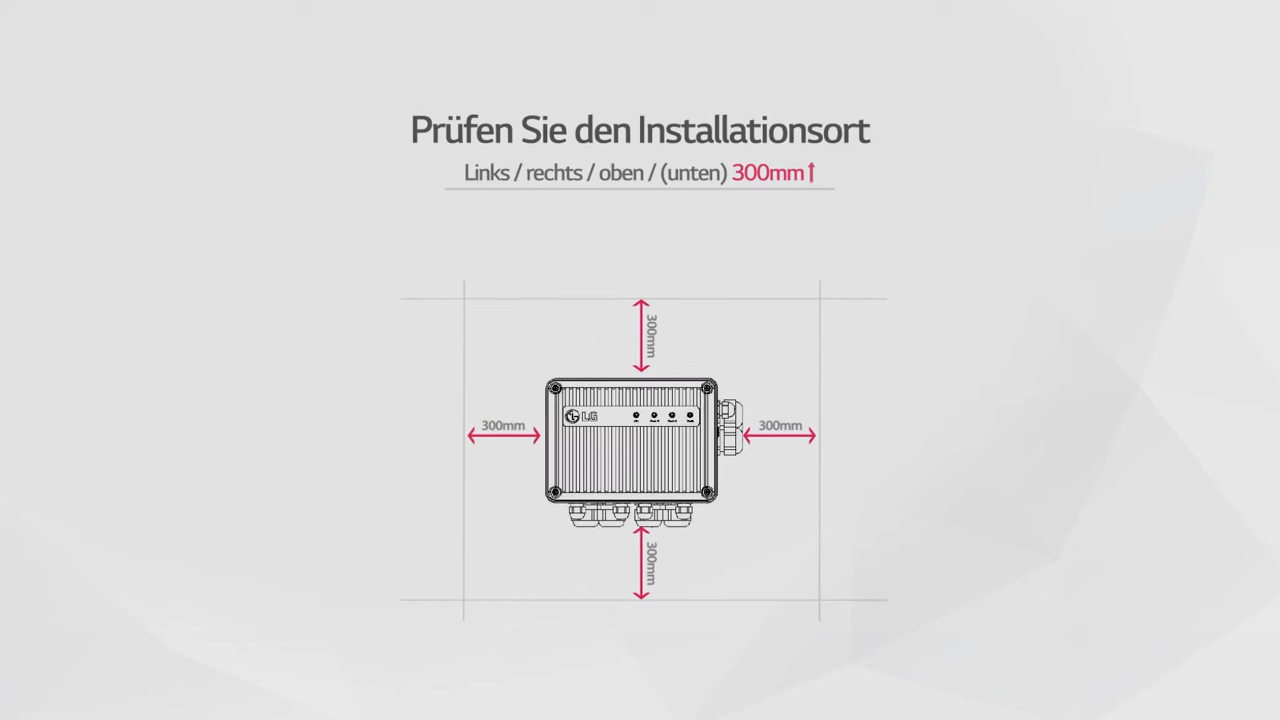 Prüfen Sie den Installationsort
Links / rechts / oben / (unten) 300mm↑
300mm
300mm
300mm
LG
300mm